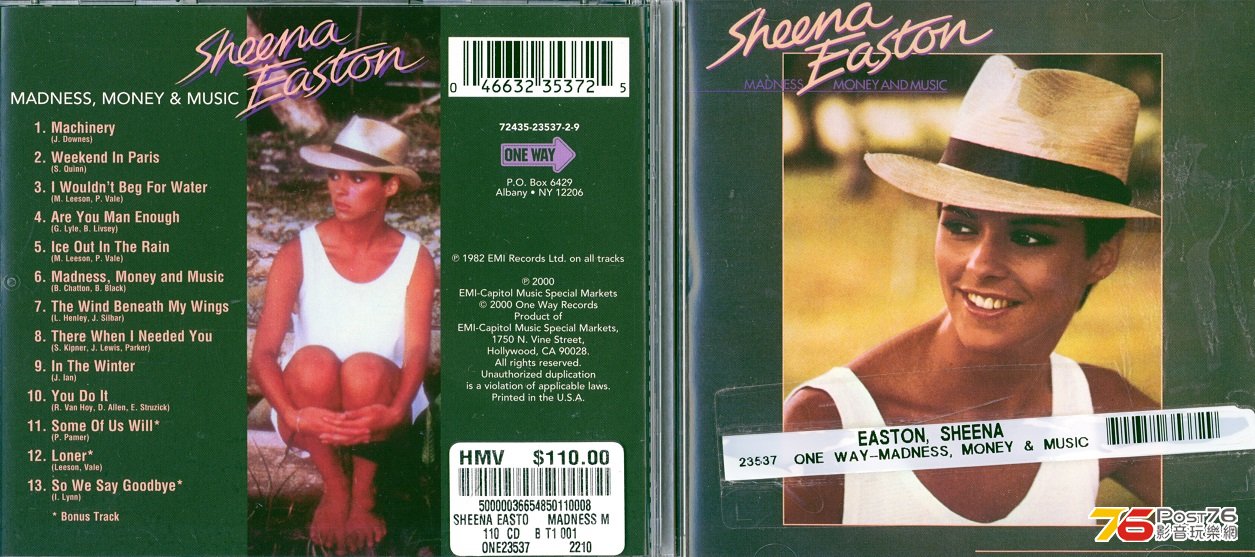 Sheena
Easton
MADNESS, MONEY & MUSIC
1. Machinery
(J. Downes)
2. Weekend In Paris
(S. Quinn)
3. I Wouldn't Beg For Water
(M. Leeson, P. Vale)
4. Are You Man Enough
(G. Lyle, B. Livsey)
5. Ice Out In The Rain
(M. Leeson, P. Vale)
6. Madness, Money and Music
(B. Chatton, B. Black)
7. The Wind Beneath My Wings
(L. Henley, J. Silbar)
8. There When I Needed You
(S. Kipner, J. Lewis, Parker)
9. In The Winter
(J. Ian)
10. You Do It
(R. Van Hoy, D. Allen, E. Struzick)
11. Some Of Us Will*
(P. Pamer)
12. Loner*
(Leeson, Vale)
13. So We Say Goodbye*
(I. Lynn)
* Bonus Track
0 46632 35372 5
72435-23537-2-9
ONE WAY
P.O. Box 6429
Albany • NY 12206
℗ 1982 EMI Records Ltd. on all tracks
℗ 2000
EMI-Capitol Music Special Markets
© 2000 One Way Records
Product of
EMI-Capitol Music Special Markets,
1750 N. Vine Street,
Hollywood, CA 90028.
All rights reserved.
Unauthorized duplication
is a violation of applicable laws.
Printed in the U.S.A.
HMV $110.00
50000036654850110008
SHEENA EASTO MADNESS M
110 CD B T1 001
ONE23537 2210
Sheena
Easton
MADNESS MONEY AND MUSIC
EASTON, SHEENA
23537 ONE WAY-MADNESS, MONEY & MUSIC
76 Post76
影音玩樂網